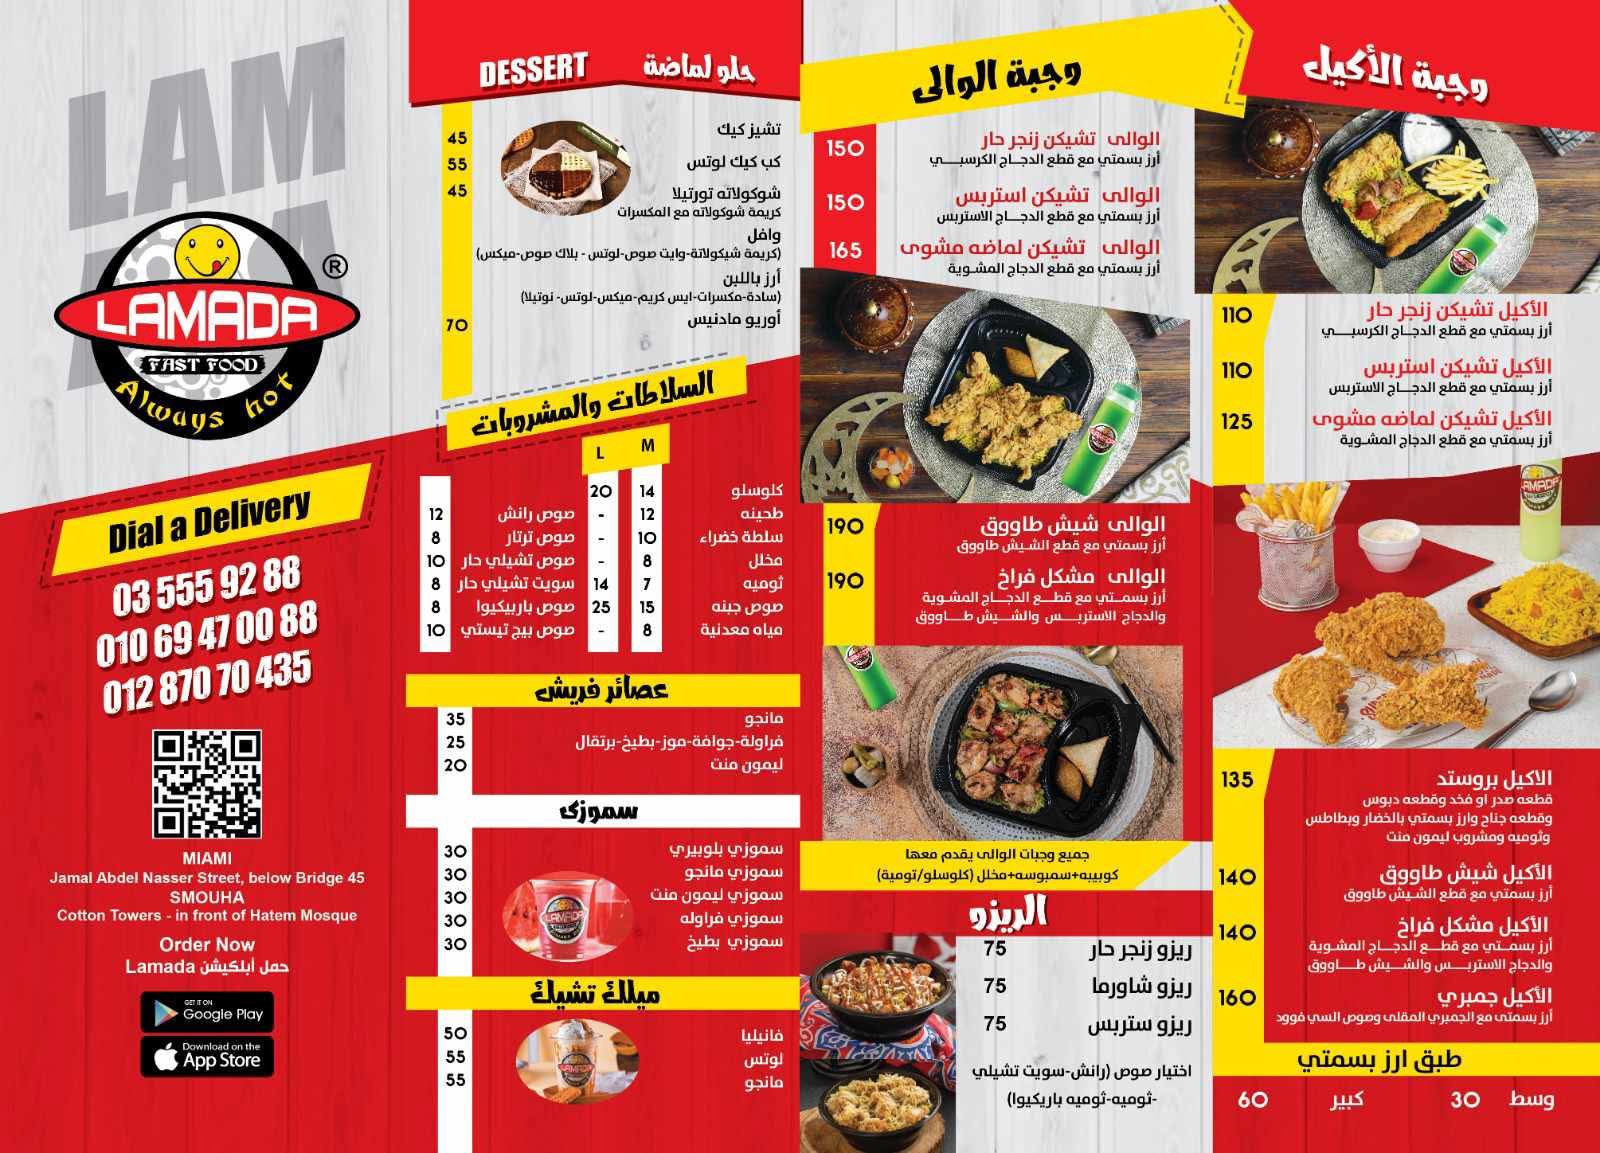 LAMADA
®
LAMADA
FAST FOOD
Always hot
Dial a Delivery
03 555 92 88
010 69 47 00 88
012 870 70 435
MIAMI
Jamal Abdel Nasser Street, below Bridge 45
SMOUHA
Cotton Towers - in front of Hatem Mosque
Order Now
حمل أبلكيشن Lamada
GET IT ON
Google Play
Download on the
App Store
حلو لماضة DESSERT
تشيز كيك 45
كب كيك لوتس 55
شوكولاته تورتيلا 45
كريمة شوكولاته مع المكسرات
وافل
(كريمة شيكولاتة-وايت صوص-لوتس - بلاك صوص-ميكس)
أرز باللبن
(سادة-مكسرات-ايس كريم-ميكس-لوتس- نوتيلا)
أوريو مادنيس 70
السلاطات والمشروبات
M L
كلوسلو 14 20
طحينه 12 - صوص رانش 12
سلطة خضراء 10 - صوص ترتار 8
مخلل 8 - صوص تشيلي حار 10
ثوميه 7 14 سويت تشيلي حار 8
صوص جبنه 15 25 صوص باربيكيوا 8
مياه معدنية 8 - صوص بيج تيستي 10
عصائر فريش
مانجو 35
فراولة-جوافة-موز-بطيخ-برتقال 25
ليمون منت 20
سموزى
سموزي بلوبيري 30
سموزي مانجو 30
سموزي ليمون منت 30
سموزي فراوله 30
سموزي بطيخ 30
ميلك تشيك
فانيليا 50
لوتس 55
مانجو 55
وجبة الوالى
الوالى تشيكن زنجر حار 150
أرز بسمتي مع قطع الدجاج الكرسبي
الوالى تشيكن استربس 150
أرز بسمتي مع قطع الدجاج الاستربس
الوالى تشيكن لماضه مشوى 165
أرز بسمتي مع قطع الدجاج المشوية
الوالى شيش طاووق 190
أرز بسمتي مع قطع الشيش طاووق
الوالى مشكل فراخ 190
أرز بسمتي مع قطع الدجاج المشوية
والدجاج الاستربس والشيش طاووق
جميع وجبات الوالى يقدم معها
كوبيبه+سمبوسه+مخلل (كلوسلو/تومية)
الريزو
ريزو زنجر حار 75
ريزو شاورما 75
ريزو ستربس 75
اختيار صوص (رانش-سويت تشيلي
-ثوميه-ثوميه باريكيوا)
وجبة الأكيل
الأكيل تشيكن زنجر حار 110
أرز بسمتي مع قطع الدجاج الكرسبي
الأكيل تشيكن استربس 110
أرز بسمتي مع قطع الدجاج الاستربس
الأكيل تشيكن لماضه مشوى 125
أرز بسمتي مع قطع الدجاج المشوية
الاكيل بروستد 135
قطعه صدر او فخد وقطعه دبوس
وقطعه جناح وارز بسمتي بالخضار وبطاطس
وثوميه ومشروب ليمون منت
الأكيل شيش طاووق 140
أرز بسمتي مع قطع الشيش طاووق
الأكيل مشكل فراخ 140
أرز بسمتي مع قطع الدجاج المشوية
والدجاج الاستربس والشيش طاووق
الأكيل جمبري 160
أرز بسمتي مع الجمبري المقلى وصوص السي فوود
طبق ارز بسمتي
وسط 30 كبير 60